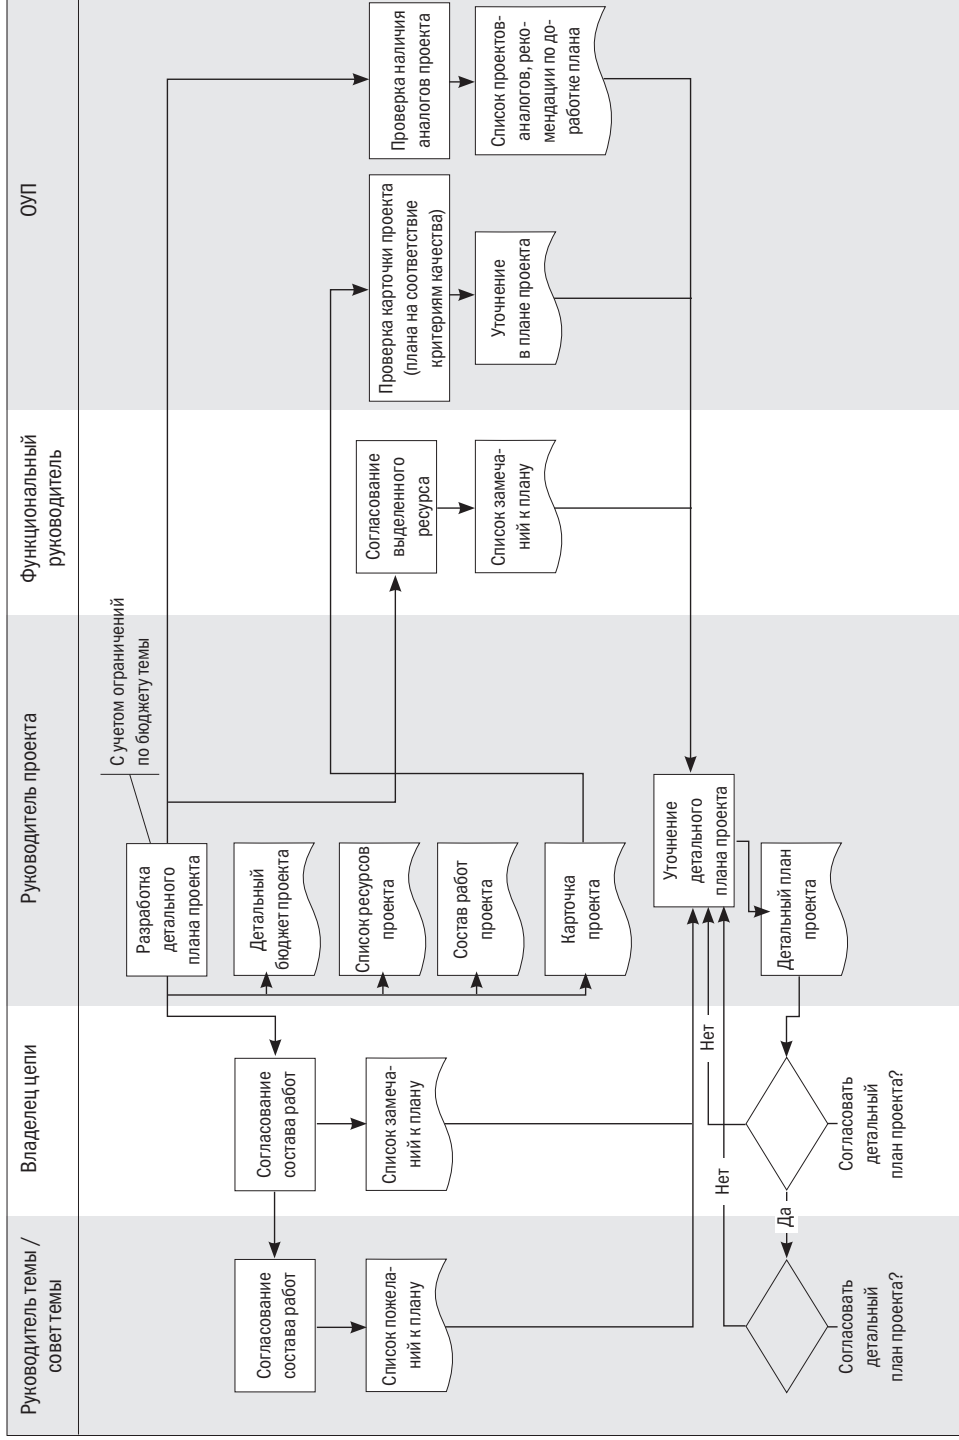 Руководитель темы /
совет темы
Владелец цепи
Руководитель проекта
Функциональный
руководитель
ОУП
С учетом ограничений
по бюджету темы
Разработка
детального
плана проекта
Согласование
состава работ
Согласование
состава работ
Детальный
бюджет проекта
Список пожела-
ний к плану
Список замеча-
ний к плану
Список ресурсов
проекта
Согласование
выделенного
ресурса
Проверка карточки проекта
(плана на соответствие
критериям качества)
Проверка наличия
аналогов проекта
Состав работ
проекта
Список замеча-
ний к плану
Уточнение
в плане проекта
Список проектов-
аналогов, реко-
мендации по до-
работке плана
Карточка
проекта
Уточнение
детального
плана проекта
Нет
Нет
Детальный план
проекта
Да
Согласовать
детальный
план проекта?
Согласовать
детальный
план проекта?